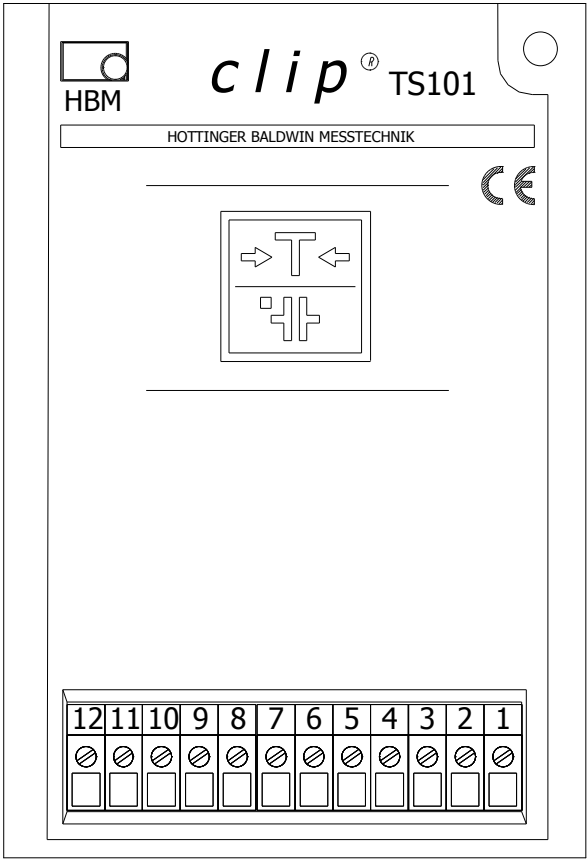 clip® TS101
HBM
HOTTINGER BALDWIN MESSTECHNIK
CE
12 11 10 9 8 7 6 5 4 3 2 1